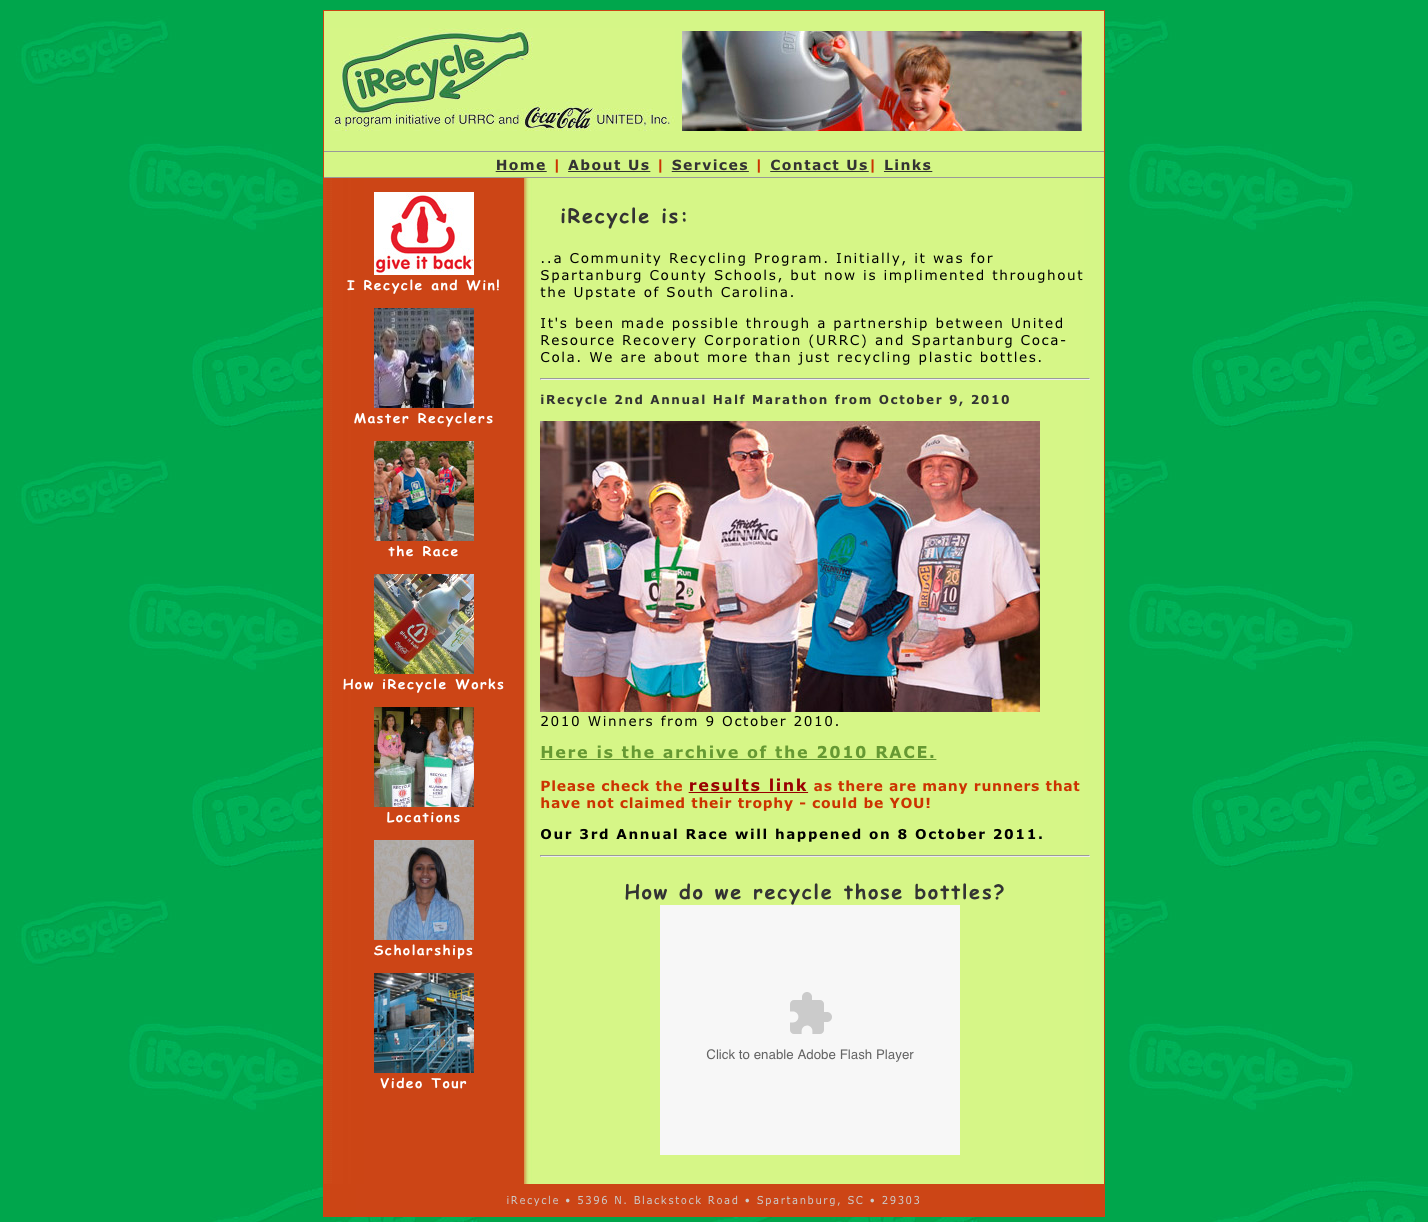 iRecycle
a program initiative of URRC and Coca-Cola UNITED, Inc.
Home | About Us | Services | Contact Us| Links
give it back
I Recycle and Win!
Master Recyclers
the Race
How iRecycle Works
Locations
Scholarships
Video Tour
iRecycle is:
..a Community Recycling Program. Initially, it was for
Spartanburg County Schools, but now is implimented throughout
the Upstate of South Carolina.
It's been made possible through a partnership between United
Resource Recovery Corporation (URRC) and Spartanburg Coca-
Cola. We are about more than just recycling plastic bottles.
iRecycle 2nd Annual Half Marathon from October 9, 2010
Strictly
RUNNING
COLUMBIA, SOUTH CAROLINA
2010 Winners from 9 October 2010.
Here is the archive of the 2010 RACE.
Please check the results link as there are many runners that
have not claimed their trophy - could be YOU!
Our 3rd Annual Race will happened on 8 October 2011.
How do we recycle those bottles?
Click to enable Adobe Flash Player
iRecycle • 5396 N. Blackstock Road • Spartanburg, SC • 29303